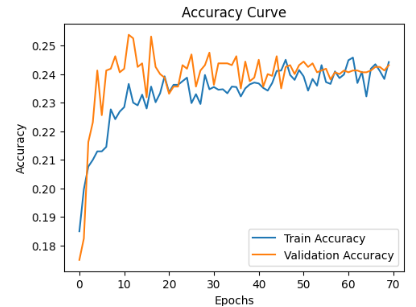 Accuracy Curve
0.25
0.24
0.23
0.22
0.21
0.20
0.19
0.18
Accuracy
0 10 20 30 40 50 60 70
Epochs
Train Accuracy
Validation Accuracy